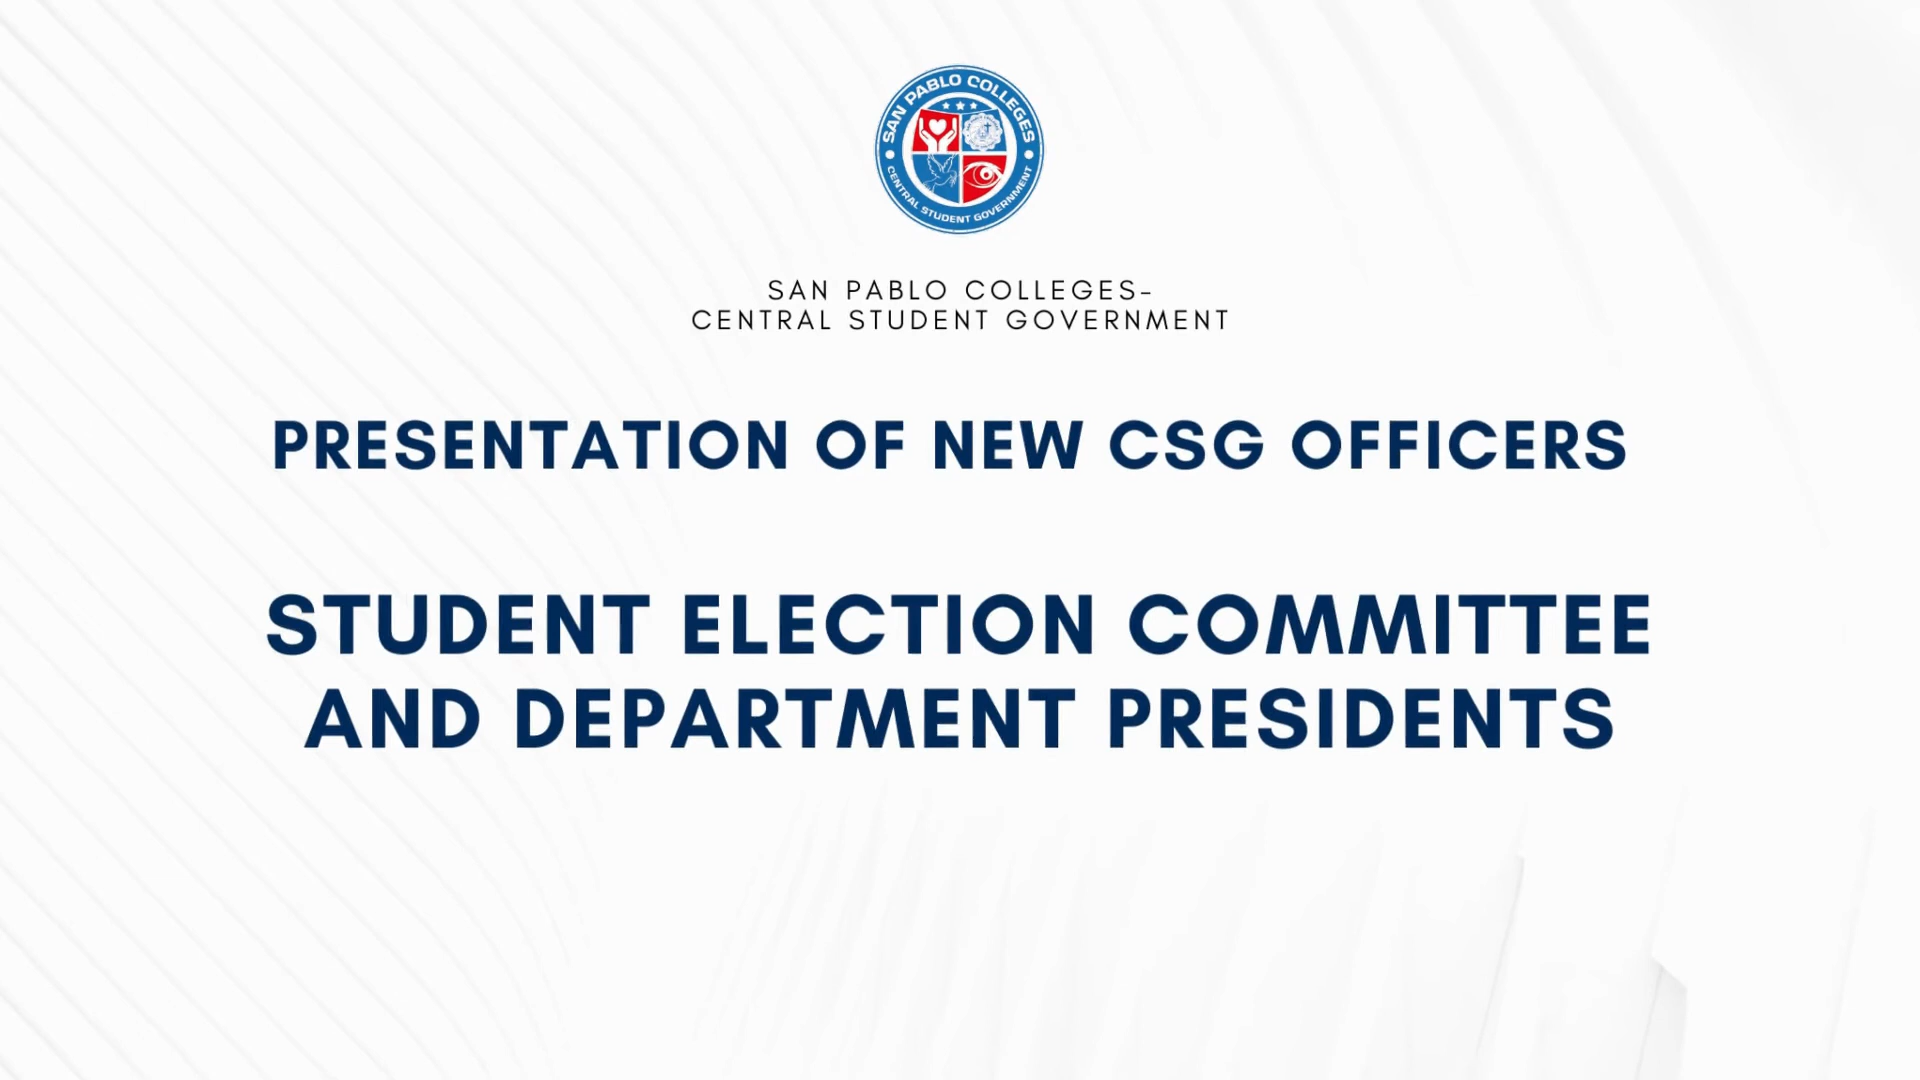 SAN PABLO COLLEGES
CENTRAL STUDENT GOVERNMENT
SAN PABLO COLLEGES-
CENTRAL STUDENT GOVERNMENT
PRESENTATION OF NEW CSG OFFICERS
STUDENT ELECTION COMMITTEE
AND DEPARTMENT PRESIDENTS